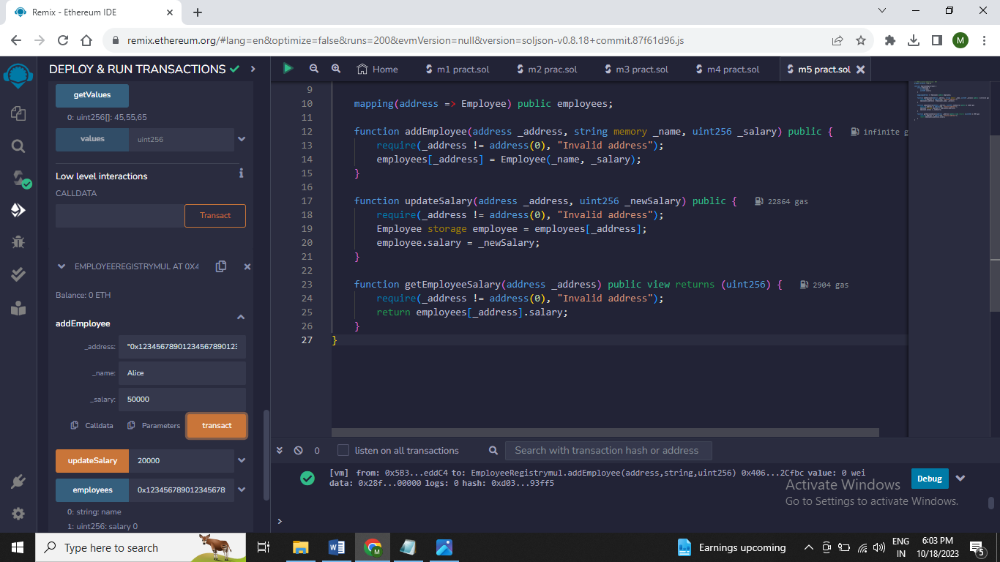 Remix - Ethereum IDE
remix.ethereum.org/#lang=en&optimize=false&runs=200&evmVersion=null&version=soljson-v0.8.18+commit.87f61d96.js
M
DEPLOY & RUN TRANSACTIONS
getValues
0: uint256[]: 45,55,65
values uint256
Low level interactions
i
CALLDATA
Transact
EMPLOYEEREGISTRYMUL AT 0X4
Balance: 0 ETH
addEmployee
_address: "0x1234567890123456789012:
_name: Alice
_salary: 50000
Calldata Parameters transact
updateSalary 20000
employees 0x123456789012345678
0: string: name
1: uint256: salary 0
Home m1 pract.sol m2 prac.sol m3 pract.sol m4 pract.sol m5 pract.sol
9
10 mapping(address => Employee) public employees;
11
12 function addEmployee(address _address, string memory _name, uint256 _salary) public { infinite g
13 require(_address != address(0), "Invalid address");
14 employees[_address] = Employee(_name, _salary);
15 }
16
17 function updateSalary(address _address, uint256 _newSalary) public { 22864 gas
18 require(_address != address(0), "Invalid address");
19 Employee storage employee = employees[_address];
20 employee.salary = _newSalary;
21 }
22
23 function getEmployeeSalary(address _address) public view returns (uint256) { 2904 gas
24 require(_address != address(0), "Invalid address");
25 return employees[_address].salary;
26 }
27 }
0 listen on all transactions Search with transaction hash or address
[vm] from: 0x5B3...eddC4 to: EmployeeRegistrymul.addEmployee(address,string,uint256) 0x406...2Cfbc value: 0 wei
data: 0x28f...00000 logs: 0 hash: 0xd03...93ff5
Debug
>
Activate Windows
Go to Settings to activate Windows.
Type here to search
Earnings upcoming
ENG
IN
6:03 PM
10/18/2023
5